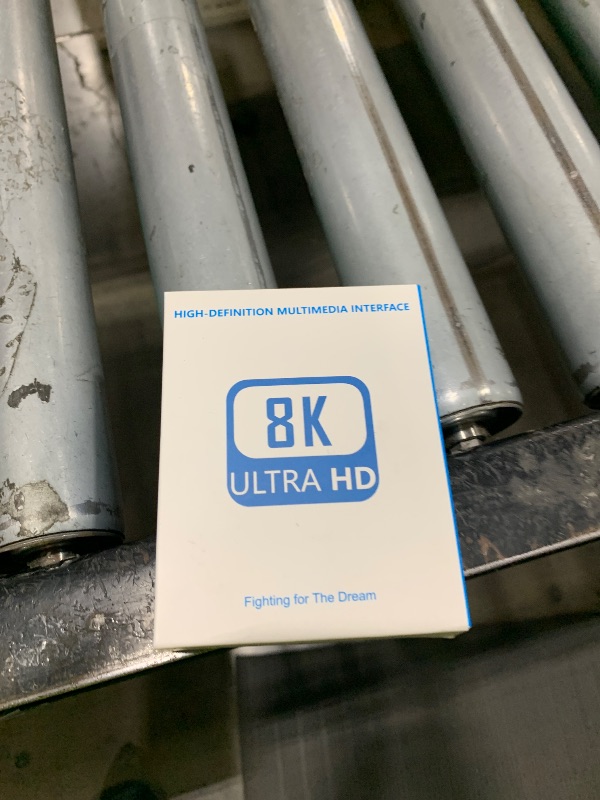 HIGH-DEFINITION MULTIMEDIA INTERFACE
8K
ULTRA HD
Fighting for The Dream